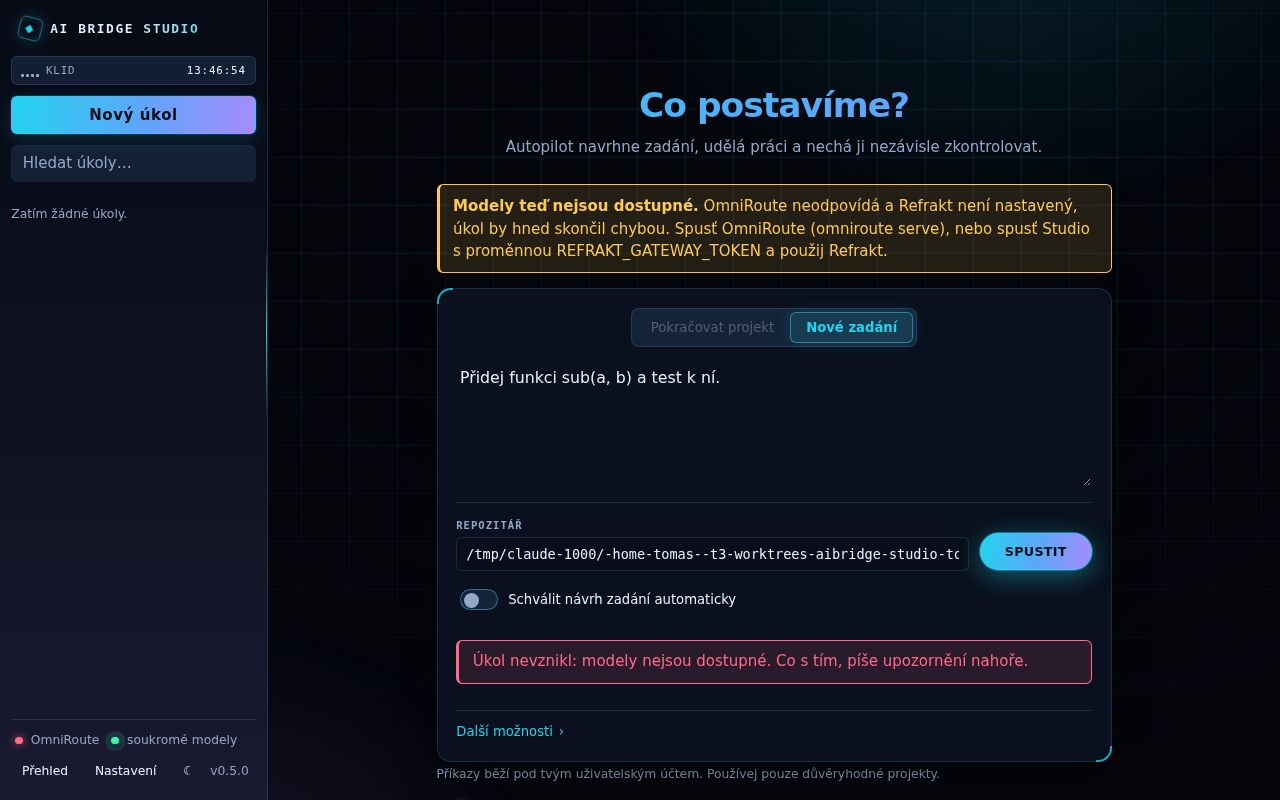 AI BRIDGE STUDIO
KLID 13:46:54
Nový úkol
Hledat úkoly…
Zatím žádné úkoly.
OmniRoute soukromé modely
Přehled Nastavení ☾ v0.5.0
Co postavíme?
Autopilot navrhne zadání, udělá práci a nechá ji nezávisle zkontrolovat.
Modely teď nejsou dostupné. OmniRoute neodpovídá a Refrakt není nastavený,
úkol by hned skončil chybou. Spusť OmniRoute (omniroute serve), nebo spusť Studio
s proměnnou REFRAKT_GATEWAY_TOKEN a použij Refrakt.
Pokračovat projekt Nové zadání
Přidej funkci sub(a, b) a test k ní.
REPOZITÁŘ
/tmp/claude-1000/-home-tomas--t3-worktrees-aibridge-studio-to
SPUSTIT
Schválit návrh zadání automaticky
Úkol nevznikl: modely nejsou dostupné. Co s tím, píše upozornění nahoře.
Další možnosti ›
Příkazy běží pod tvým uživatelským účtem. Používej pouze důvěryhodné projekty.